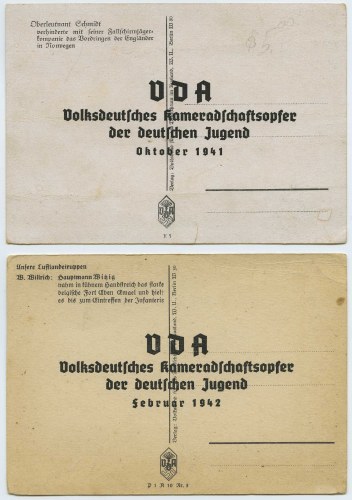 Oberleutnant Schmidt
verhinderte mit seiner Fallschirmjäger-
kompanie das Vordringen der Engländer
in Norwegen
VDA
Volksdeutsches Kameradschaftsopfer
der deutschen Jugend
Oktober 1941
Unsere Luftlandetruppen
W. Willrich: Hauptmann Witzig
nahm in kühnem Handstreich das starke
belgische Fort Eben Emael und hielt
es bis zum Eintreffen der Infanterie
VDA
Volksdeutsches Kameradschaftsopfer
der deutschen Jugend
Februar 1942